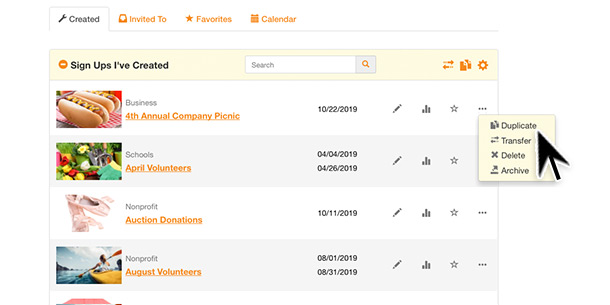 Created Invited To Favorites Calendar
Sign Ups I've Created Search
Business
4th Annual Company Picnic 10/22/2019
Duplicate
Transfer
Delete
Archive
Schools 04/04/2019
April Volunteers 04/26/2019
Nonprofit
Auction Donations 10/11/2019
Nonprofit 08/01/2019
August Volunteers 08/31/2019